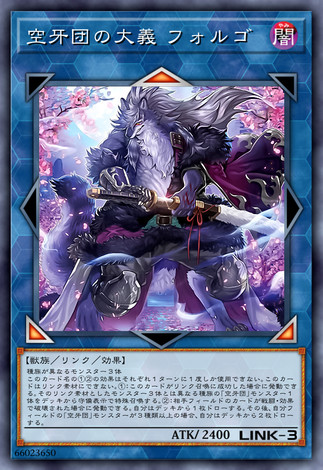 空牙団の大義 フォルゴ
闇
やみ
【獣族／リンク／効果】
種族が異なるモンスター３体
このカード名の①②の効果はそれぞれ１ターンに１度しか使用できない。このカー
ドはリンク素材にできない。①：このカードがリンク召喚に成功した場合に発動でき
る。そのリンク素材としたモンスター３体とは異なる種族の「空牙団」モンスター１
体をデッキから守備表示で特殊召喚する。②：相手フィールドのカードが戦闘・効果
で破壊された場合に発動できる。自分はデッキから１枚ドローする。その後、自分フィ
ールドの「空牙団」モンスターが３種類以上の場合、自分はデッキから２枚ドロー
する。
ATK/ 2400 LINK-3
66023650